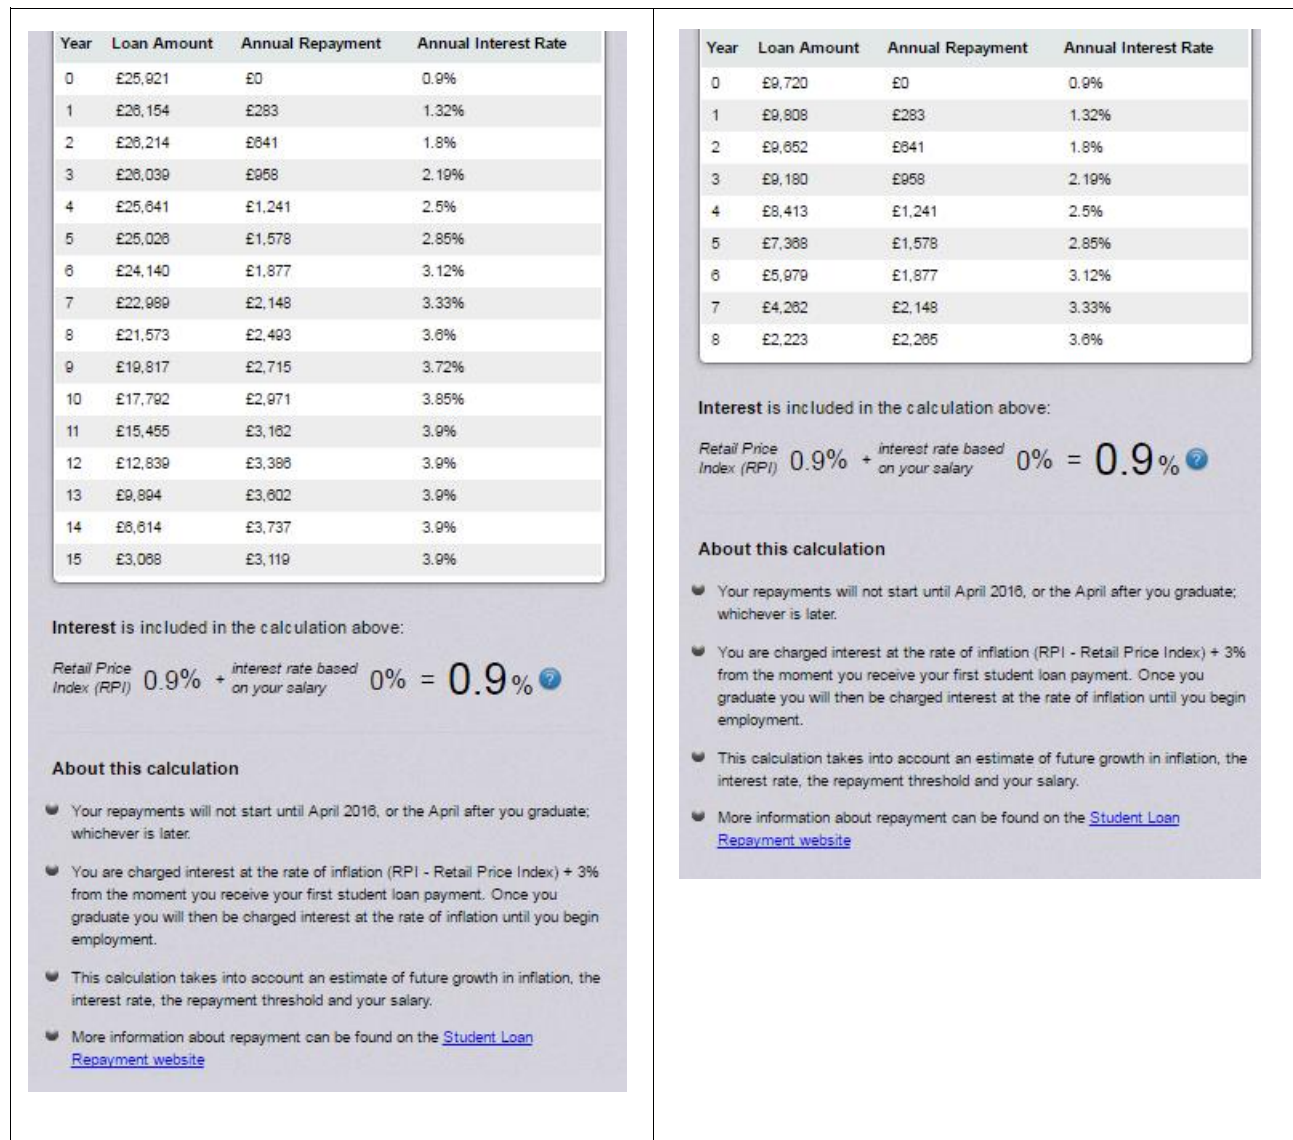 Year Loan Amount Annual Repayment Annual Interest Rate
0 £25,921 £0 0.9%
1 £26,154 £283 1.32%
2 £26,214 £641 1.8%
3 £26,039 £958 2.19%
4 £25,641 £1,241 2.5%
5 £25,026 £1,578 2.85%
6 £24,140 £1,877 3.12%
7 £22,989 £2,148 3.33%
8 £21,573 £2,493 3.6%
9 £19,817 £2,715 3.72%
10 £17,792 £2,971 3.85%
11 £15,455 £3,162 3.9%
12 £12,839 £3,386 3.9%
13 £9,894 £3,602 3.9%
14 £6,614 £3,737 3.9%
15 £3,068 £3,119 3.9%
Interest is included in the calculation above:
Retail Price Index (RPI) 0.9% + interest rate based on your salary 0% = 0.9% ?
About this calculation
Your repayments will not start until April 2016, or the April after you graduate;
whichever is later.
You are charged interest at the rate of inflation (RPI - Retail Price Index) + 3%
from the moment you receive your first student loan payment. Once you
graduate you will then be charged interest at the rate of inflation until you begin
employment.
This calculation takes into account an estimate of future growth in inflation, the
interest rate, the repayment threshold and your salary.
More information about repayment can be found on the Student Loan
Repayment website
Year Loan Amount Annual Repayment Annual Interest Rate
0 £9,720 £0 0.9%
1 £9,808 £283 1.32%
2 £9,652 £641 1.8%
3 £9,180 £958 2.19%
4 £8,413 £1,241 2.5%
5 £7,368 £1,578 2.85%
6 £5,979 £1,877 3.12%
7 £4,262 £2,148 3.33%
8 £2,223 £2,265 3.6%
Interest is included in the calculation above:
Retail Price Index (RPI) 0.9% + interest rate based on your salary 0% = 0.9% ?
About this calculation
Your repayments will not start until April 2016, or the April after you graduate;
whichever is later.
You are charged interest at the rate of inflation (RPI - Retail Price Index) + 3%
from the moment you receive your first student loan payment. Once you
graduate you will then be charged interest at the rate of inflation until you begin
employment.
This calculation takes into account an estimate of future growth in inflation, the
interest rate, the repayment threshold and your salary.
More information about repayment can be found on the Student Loan
Repayment website